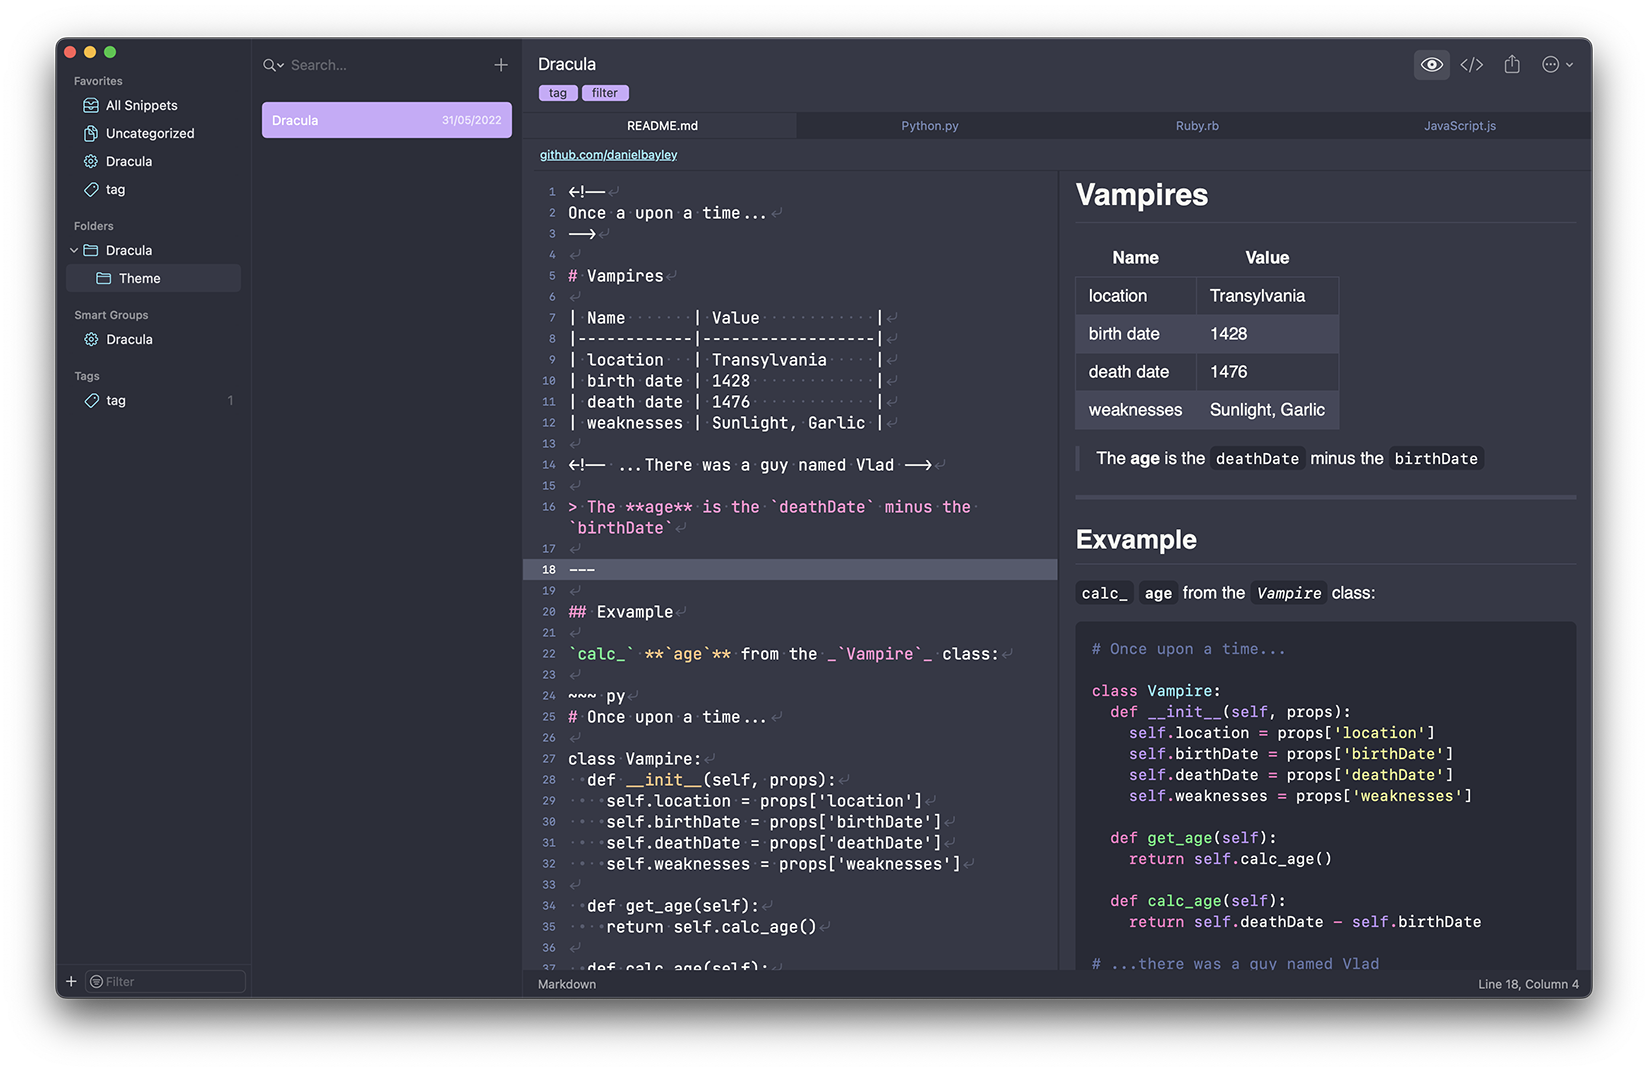 Favorites
All Snippets
Uncategorized
Dracula
tag
Folders
Dracula
Theme
Smart Groups
Dracula
Tags
tag 1
Filter
Search...
Dracula 31/05/2022
Dracula
tag filter
README.md Python.py Ruby.rb JavaScript.js
github.com/danielbayley
1 <!--
2 Once a upon a time...
3 -->
4
5 # Vampires
6
7 | Name       | Value            |
8 |------------|------------------|
9 | location   | Transylvania     |
10 | birth date | 1428             |
11 | death date | 1476             |
12 | weaknesses | Sunlight, Garlic |
13
14 <!-- ...There was a guy named Vlad -->
15
16 > The **age** is the `deathDate` minus the
`birthDate`
17
18 ---
19
20 ## Exvample
21
22 `calc_` **`age`** from the _`Vampire`_ class:
23
24 ~~~ py
25 # Once upon a time...
26
27 class Vampire:
28   def __init__(self, props):
29     self.location = props['location']
30     self.birthDate = props['birthDate']
31     self.deathDate = props['deathDate']
32     self.weaknesses = props['weaknesses']
33
34   def get_age(self):
35     return self.calc_age()
36
37   def calc_age(self):
Vampires
Name Value
location Transylvania
birth date 1428
death date 1476
weaknesses Sunlight, Garlic
The age is the deathDate minus the birthDate
Exvample
calc_ age from the Vampire class:
# Once upon a time...
class Vampire:
  def __init__(self, props):
    self.location = props['location']
    self.birthDate = props['birthDate']
    self.deathDate = props['deathDate']
    self.weaknesses = props['weaknesses']
  def get_age(self):
    return self.calc_age()
  def calc_age(self):
    return self.deathDate - self.birthDate
# ...there was a guy named Vlad
Markdown
Line 18, Column 4